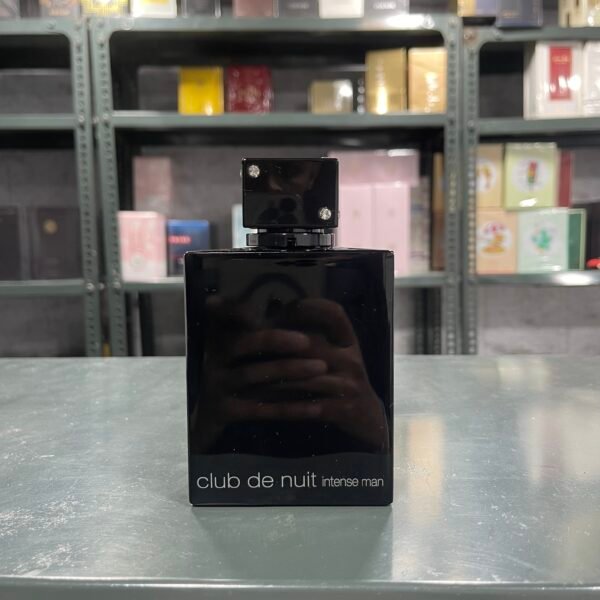 club de nuit intense man